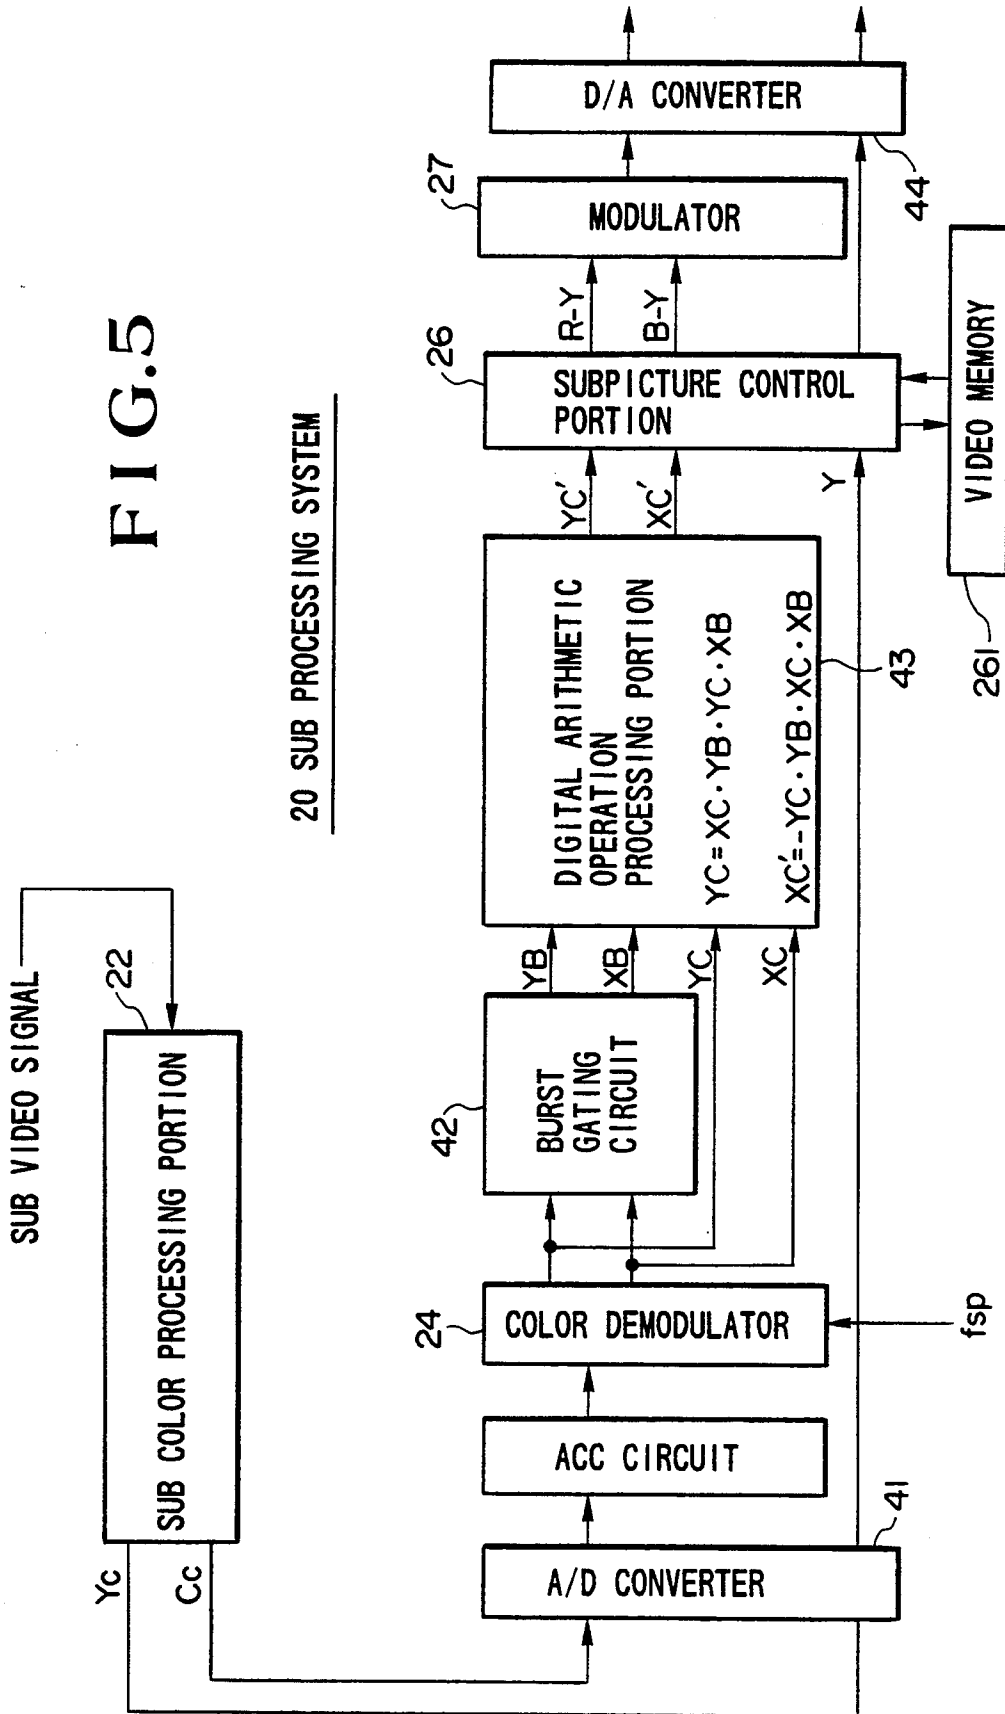 FIG.5
20 SUB PROCESSING SYSTEM
SUB VIDEO SIGNAL
22
SUB COLOR PROCESSING PORTION
Yc
Cc
A/D CONVERTER
41
ACC CIRCUIT
24
COLOR DEMODULATOR
fsp
42
BURST
GATING
CIRCUIT
YB
XB
YC
XC
DIGITAL ARITHMETIC
OPERATION
PROCESSING PORTION
YC=XC·YB·YC·XB
XC'=-YC·YB·XC·XB
43
YC'
XC'
Y
26
SUBPICTURE CONTROL
PORTION
261
VIDEO MEMORY
R-Y
B-Y
27
MODULATOR
D/A CONVERTER
44